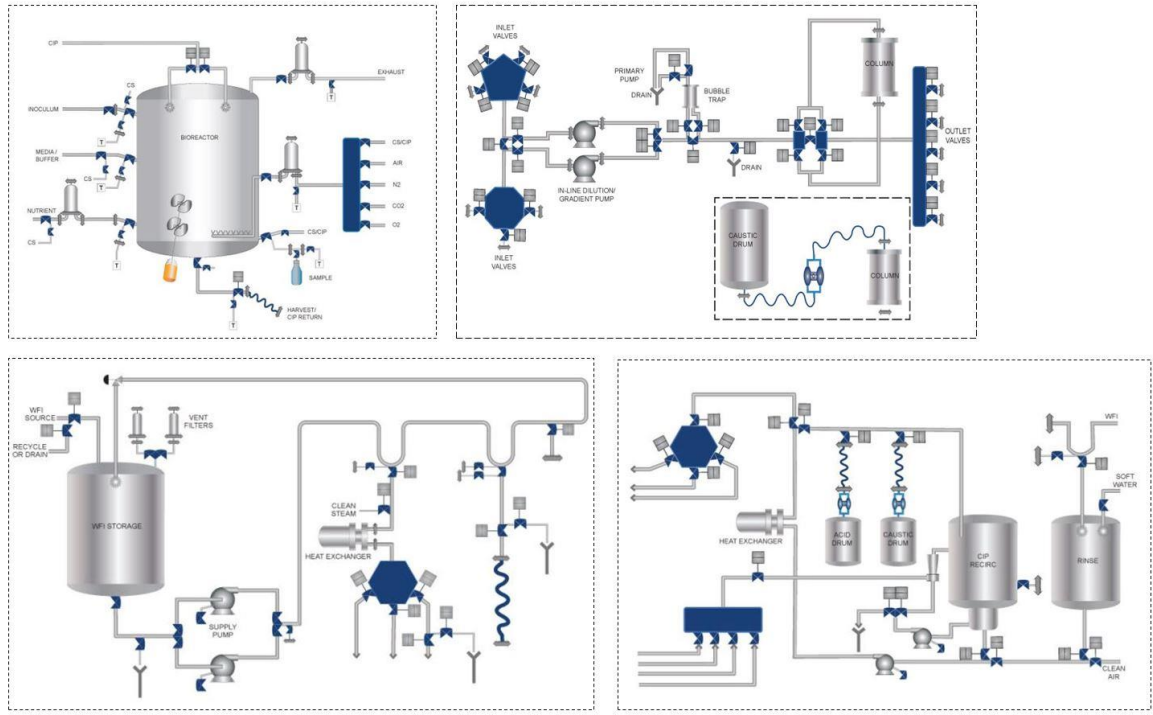 CIP
EXHAUST
CS
INOCULUM
BIOREACTOR
T
MEDIA /
BUFFER
CS
T
T
CS/CIP
AIR
N2
CO2
O2
NUTRIENT
CS
T
T
CS/CIP
T
SAMPLE
HARVEST/
CIP RETURN
T
INLET
VALVES
PRIMARY
PUMP
DRAIN
BUBBLE
TRAP
COLUMN
OUTLET
VALVES
DRAIN
IN-LINE DILUTION/
GRADIENT PUMP
INLET
VALVES
CAUSTIC
DRUM
COLUMN
WFI
SOURCE
RECYCLE
OR DRAIN
VENT
FILTERS
WFI STORAGE
CLEAN
STEAM
HEAT EXCHANGER
SUPPLY
PUMP
WFI
SOFT
WATER
HEAT EXCHANGER
ACID
DRUM
CAUSTIC
DRUM
CIP
RECIRC
RINSE
CLEAN
AIR